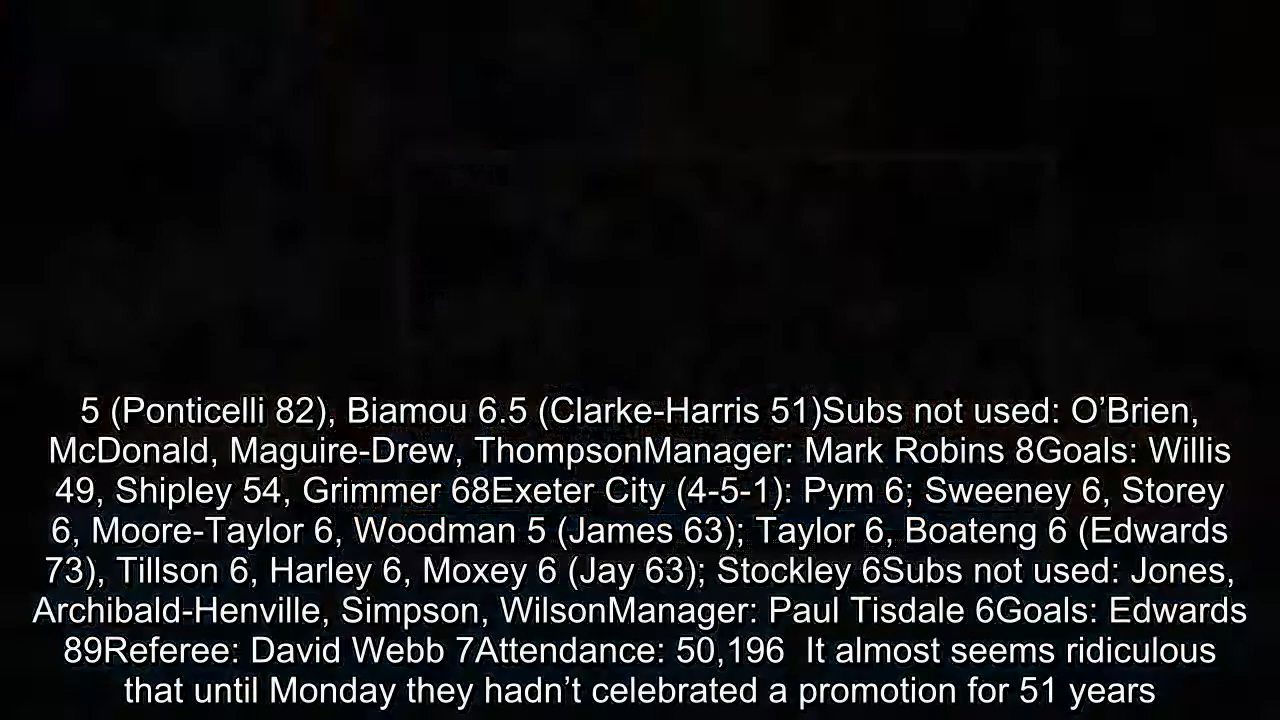 5 (Ponticelli 82), Biamou 6.5 (Clarke-Harris 51)Subs not used: O’Brien,
McDonald, Maguire-Drew, ThompsonManager: Mark Robins 8Goals: Willis
49, Shipley 54, Grimmer 68Exeter City (4-5-1): Pym 6; Sweeney 6, Storey
6, Moore-Taylor 6, Woodman 5 (James 63); Taylor 6, Boateng 6 (Edwards
73), Tillson 6, Harley 6, Moxey 6 (Jay 63); Stockley 6Subs not used: Jones,
Archibald-Henville, Simpson, WilsonManager: Paul Tisdale 6Goals: Edwards
89Referee: David Webb 7Attendance: 50,196  It almost seems ridiculous
that until Monday they hadn’t celebrated a promotion for 51 years